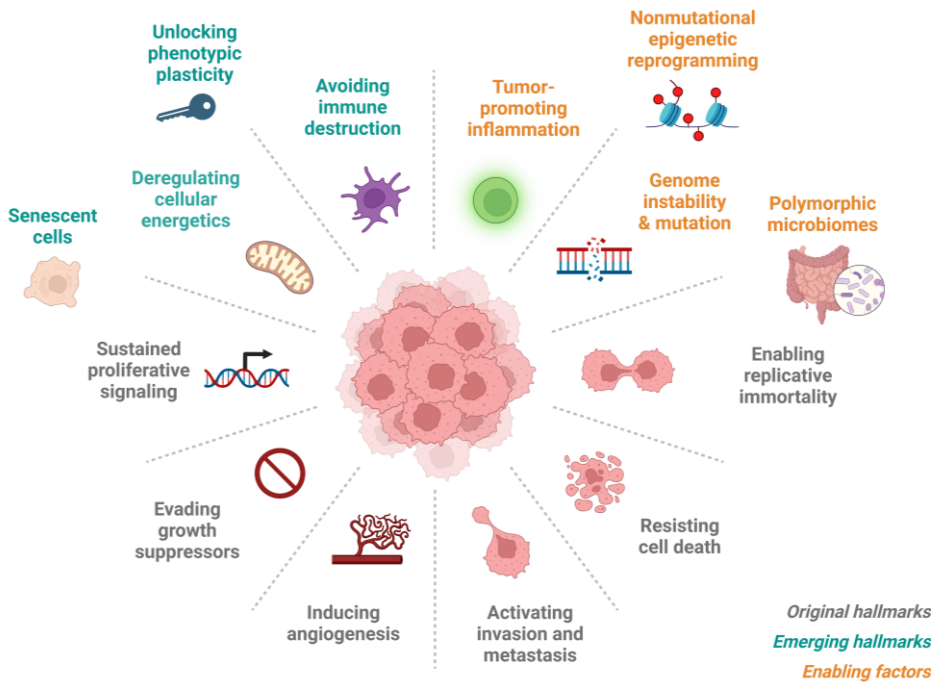 Unlocking
phenotypic
plasticity
Avoiding
immune
destruction
Tumor-
promoting
inflammation
Nonmutational
epigenetic
reprogramming
Deregulating
cellular
energetics
Senescent
cells
Genome
instability
& mutation
Polymorphic
microbiomes
Sustained
proliferative
signaling
Enabling
replicative
immortality
Evading
growth
suppressors
Resisting
cell death
Inducing
angiogenesis
Activating
invasion and
metastasis
Original hallmarks
Emerging hallmarks
Enabling factors